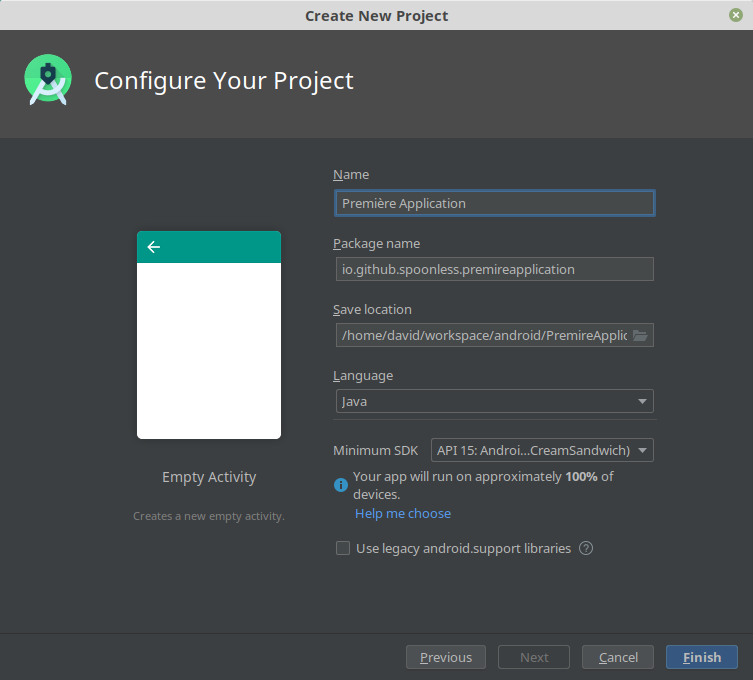 Create New Project
Configure Your Project
Name
Première Application
Package name
io.github.spoonless.premireapplication
Save location
/home/david/workspace/android/PremireApplic
Language
Java
Minimum SDK API 15: Androi...CreamSandwich)
Your app will run on approximately 100% of
devices.
Help me choose
Use legacy android.support libraries ?
Empty Activity
Creates a new empty activity.
Previous Next Cancel Finish